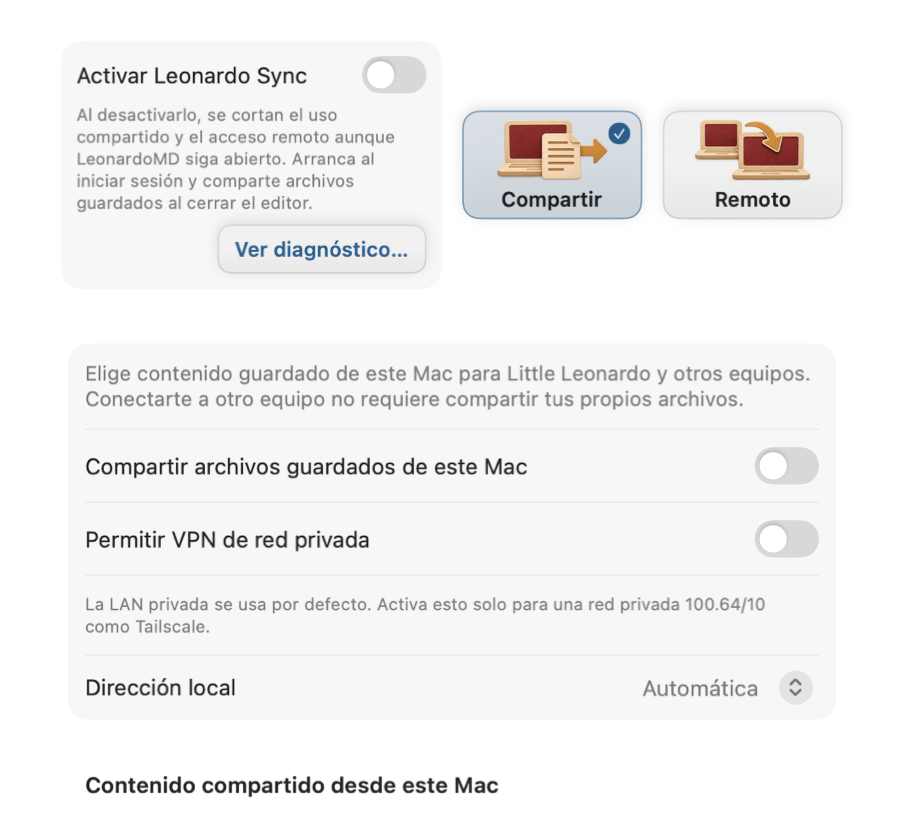 Activar Leonardo Sync
Al desactivarlo, se cortan el uso
compartido y el acceso remoto aunque
LeonardoMD siga abierto. Arranca al
iniciar sesión y comparte archivos
guardados al cerrar el editor.
Ver diagnóstico...
Compartir
Remoto
Elige contenido guardado de este Mac para Little Leonardo y otros equipos.
Conectarte a otro equipo no requiere compartir tus propios archivos.
Compartir archivos guardados de este Mac
Permitir VPN de red privada
La LAN privada se usa por defecto. Activa esto solo para una red privada 100.64/10
como Tailscale.
Dirección local
Automática
Contenido compartido desde este Mac